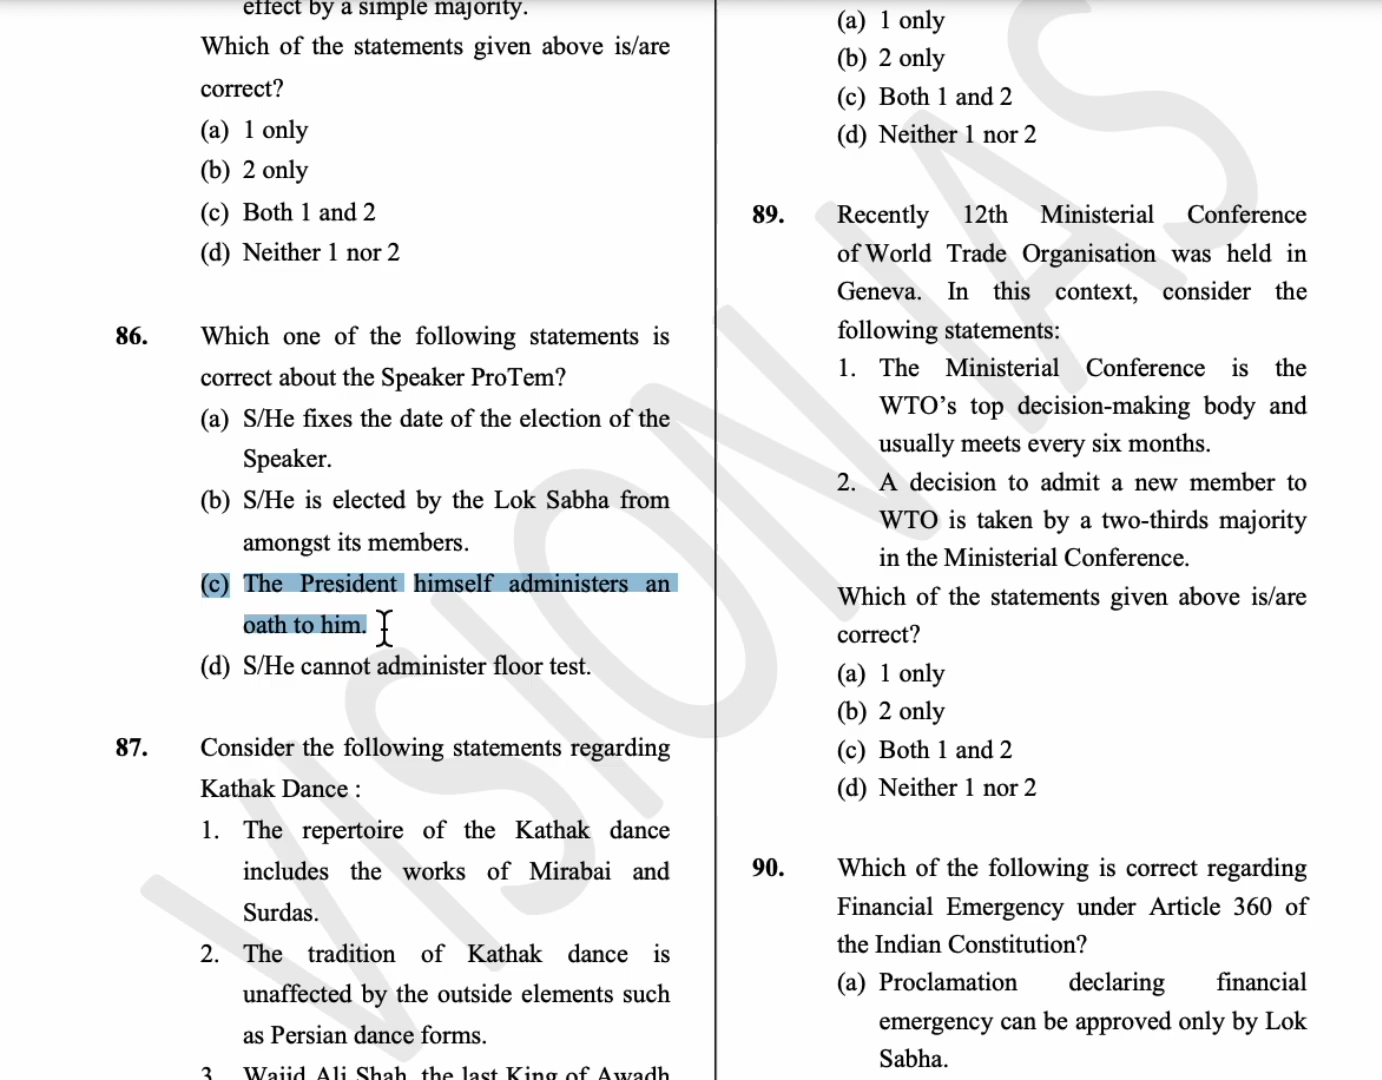 effect by a simple majority.
Which of the statements given above is/are
correct?
(a) 1 only
(b) 2 only
(c) Both 1 and 2
(d) Neither 1 nor 2
86. Which one of the following statements is
correct about the Speaker ProTem?
(a) S/He fixes the date of the election of the
Speaker.
(b) S/He is elected by the Lok Sabha from
amongst its members.
(c) The President himself administers an
oath to him.
(d) S/He cannot administer floor test.
87. Consider the following statements regarding
Kathak Dance :
1. The repertoire of the Kathak dance
includes the works of Mirabai and
Surdas.
2. The tradition of Kathak dance is
unaffected by the outside elements such
as Persian dance forms.
3. Wajid Ali Shah, the last King of Awadh
(a) 1 only
(b) 2 only
(c) Both 1 and 2
(d) Neither 1 nor 2
89. Recently 12th Ministerial Conference
of World Trade Organisation was held in
Geneva. In this context, consider the
following statements:
1. The Ministerial Conference is the
WTO’s top decision-making body and
usually meets every six months.
2. A decision to admit a new member to
WTO is taken by a two-thirds majority
in the Ministerial Conference.
Which of the statements given above is/are
correct?
(a) 1 only
(b) 2 only
(c) Both 1 and 2
(d) Neither 1 nor 2
90. Which of the following is correct regarding
Financial Emergency under Article 360 of
the Indian Constitution?
(a) Proclamation declaring financial
emergency can be approved only by Lok
Sabha.
VISION IAS